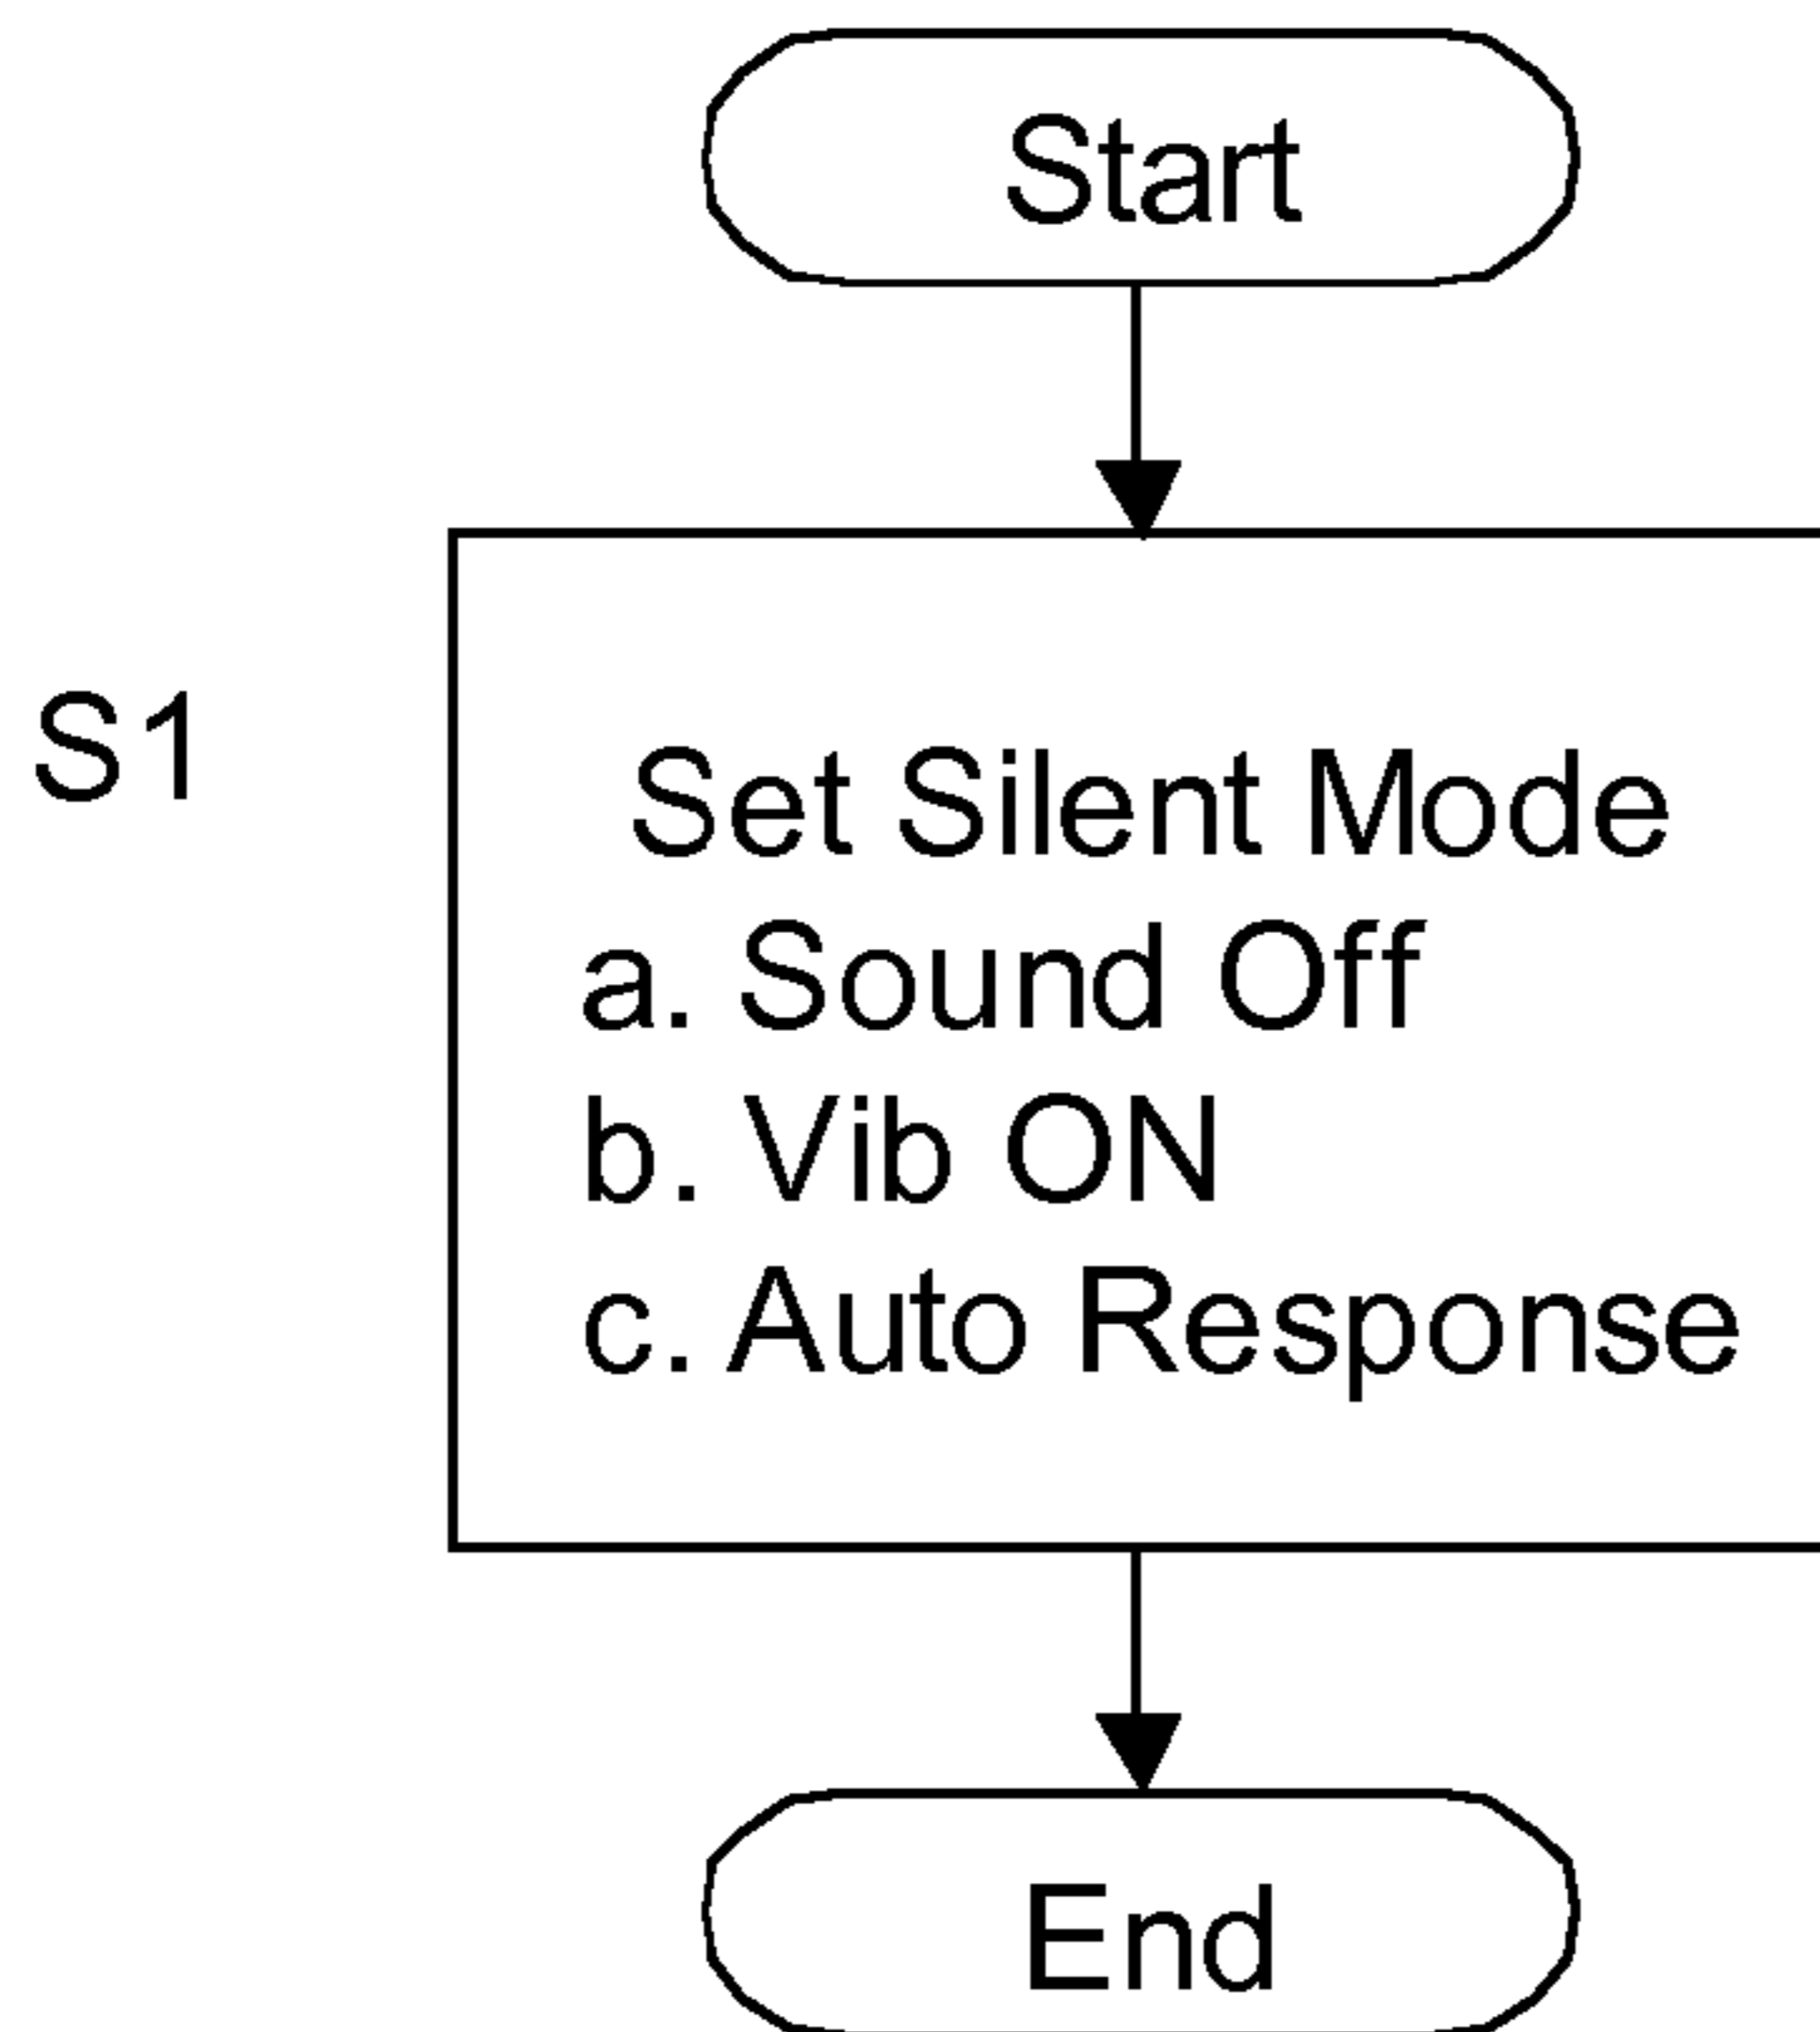 Start
S1
Set Silent Mode
a. Sound Off
b. Vib ON
c. Auto Response
End